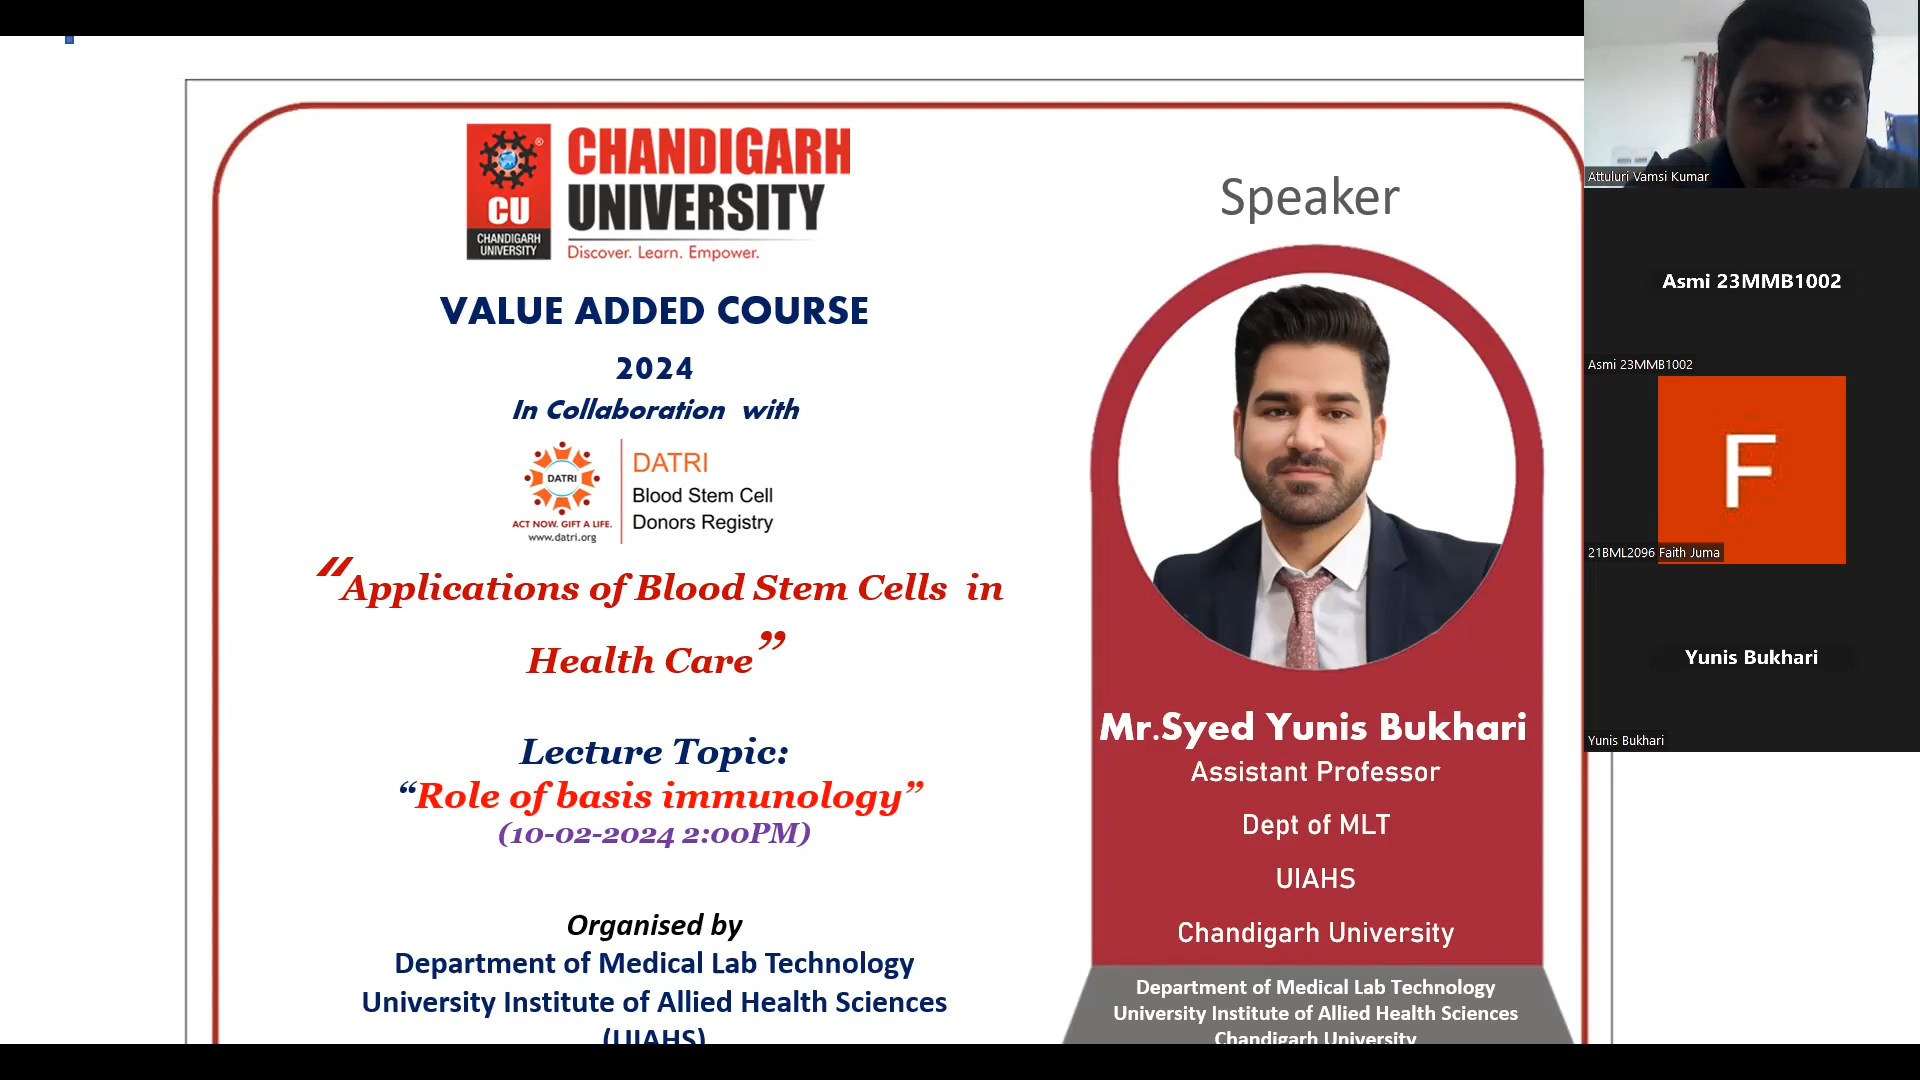 CU
CHANDIGARH
UNIVERSITY
®
CHANDIGARH
UNIVERSITY
Discover. Learn. Empower.
VALUE ADDED COURSE
2024
In Collaboration with
DATRI
ACT NOW. GIFT A LIFE.
www.datri.org
DATRI
Blood Stem Cell
Donors Registry
“Applications of Blood Stem Cells in
Health Care”
Lecture Topic:
“Role of basis immunology”
(10-02-2024 2:00PM)
Organised by
Department of Medical Lab Technology
University Institute of Allied Health Sciences
(UIAHS)
Speaker
Mr.Syed Yunis Bukhari
Assistant Professor
Dept of MLT
UIAHS
Chandigarh University
Department of Medical Lab Technology
University Institute of Allied Health Sciences
Chandigarh University
Attuluri Vamsi Kumar
Asmi 23MMB1002
Asmi 23MMB1002
F
21BML2096 Faith Juma
Yunis Bukhari
Yunis Bukhari